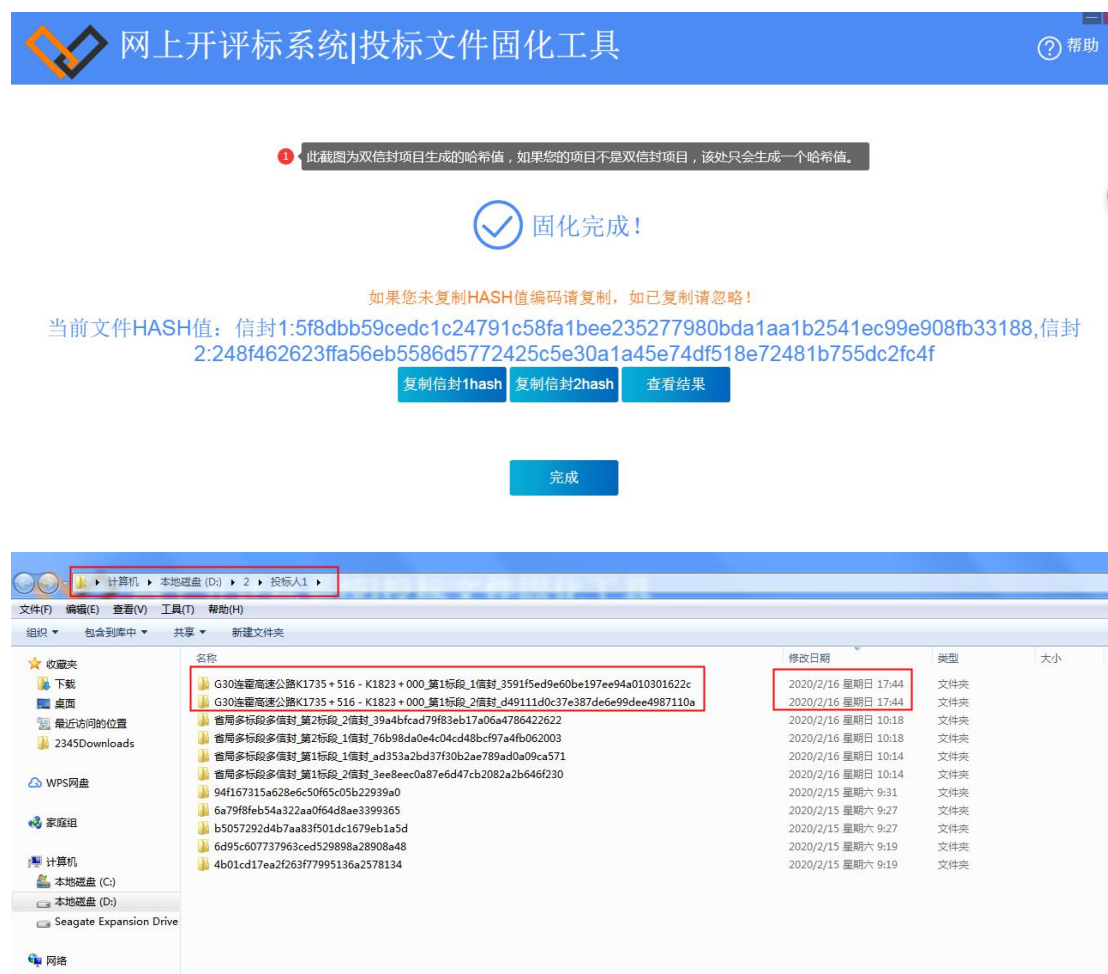 网上开评标系统|投标文件固化工具
帮助
1 此截图为双信封项目生成的哈希值，如果您的项目不是双信封项目，该处只会生成一个哈希值。
固化完成！
如果您未复制HASH值编码请复制，如已复制请忽略！
当前文件HASH值：信封1:5f8dbb59cedc1c24791c58fa1bee235277980bda1aa1b2541ec99e908fb33188,信封
2:248f462623ffa56eb5586d5772425c5e30a1a45e74df518e72481b755dc2fc4f
复制信封1hash 复制信封2hash 查看结果
完成
计算机 本地磁盘 (D:) 2 投标人1
文件(F) 编辑(E) 查看(V) 工具(T) 帮助(H)
组织 包含到库中 共享 新建文件夹
收藏夹
下载
桌面
最近访问的位置
2345Downloads
WPS网盘
家庭组
计算机
本地磁盘 (C:)
本地磁盘 (D:)
Seagate Expansion Drive
网络
名称 修改日期 类型 大小
G30连霍高速公路K1735+516－K1823+000_第1标段_1信封_3591f5ed9e60be197ee94a010301622c 2020/2/16 星期日 17:44 文件夹
G30连霍高速公路K1735+516－K1823+000_第1标段_2信封_d49111d0c37e387de6e99dee4987110a 2020/2/16 星期日 17:44 文件夹
省局多标段多信封_第2标段_2信封_39a4bfcad79f83eb17a06a4786422622 2020/2/16 星期日 10:18 文件夹
省局多标段多信封_第2标段_1信封_76b98da0e4c04cd48bcf97a4fb062003 2020/2/16 星期日 10:18 文件夹
省局多标段多信封_第1标段_1信封_ad353a2bd37f30b2ae789ad0a09ca571 2020/2/16 星期日 10:14 文件夹
省局多标段多信封_第1标段_2信封_3ee8eec0a87e6d47cb2082a2b646f230 2020/2/16 星期日 10:14 文件夹
94f167315a628e6c50f65c05b22939a0 2020/2/15 星期六 9:31 文件夹
6a79f8feb54a322aa0f64d8ae3399365 2020/2/15 星期六 9:27 文件夹
b5057292d4b7aa83f501dc1679eb1a5d 2020/2/15 星期六 9:27 文件夹
6d95c607737963ced529898a28908a48 2020/2/15 星期六 9:19 文件夹
4b01cd17ea2f263f77995136a2578134 2020/2/15 星期六 9:19 文件夹